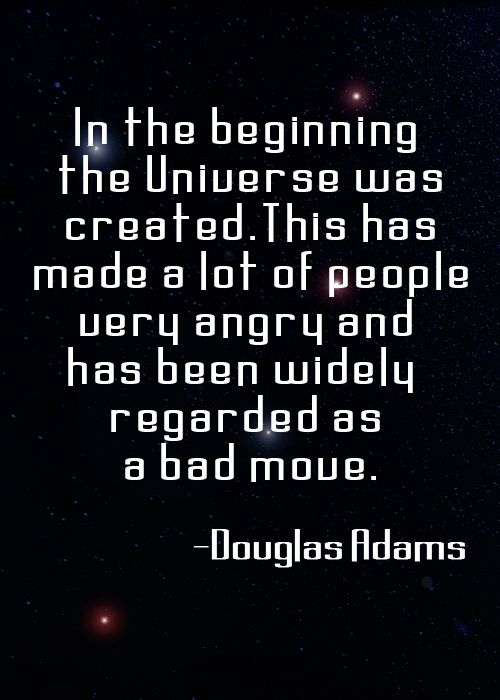 In the beginning
the Universe was
created.This has
made a lot of people
very angry and
has been widely
regarded as
a bad move.
-Douglas Adams